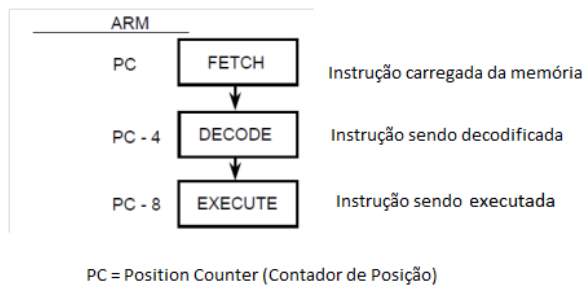 ARM
PC FETCH Instrução carregada da memória
PC - 4 DECODE Instrução sendo decodificada
PC - 8 EXECUTE Instrução sendo executada
PC = Position Counter (Contador de Posição)